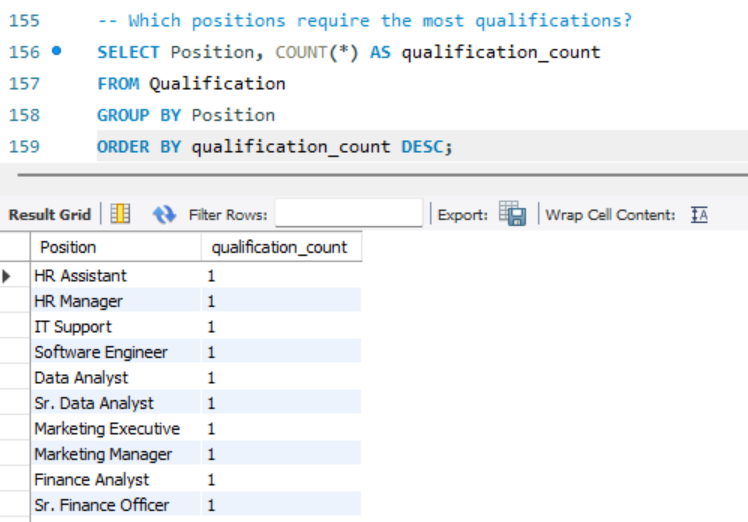 155 -- Which positions require the most qualifications?
156 SELECT Position, COUNT(*) AS qualification_count
157 FROM Qualification
158 GROUP BY Position
159 ORDER BY qualification_count DESC;
Result Grid Filter Rows: Export: Wrap Cell Content: IA
Position qualification_count
HR Assistant 1
HR Manager 1
IT Support 1
Software Engineer 1
Data Analyst 1
Sr. Data Analyst 1
Marketing Executive 1
Marketing Manager 1
Finance Analyst 1
Sr. Finance Officer 1